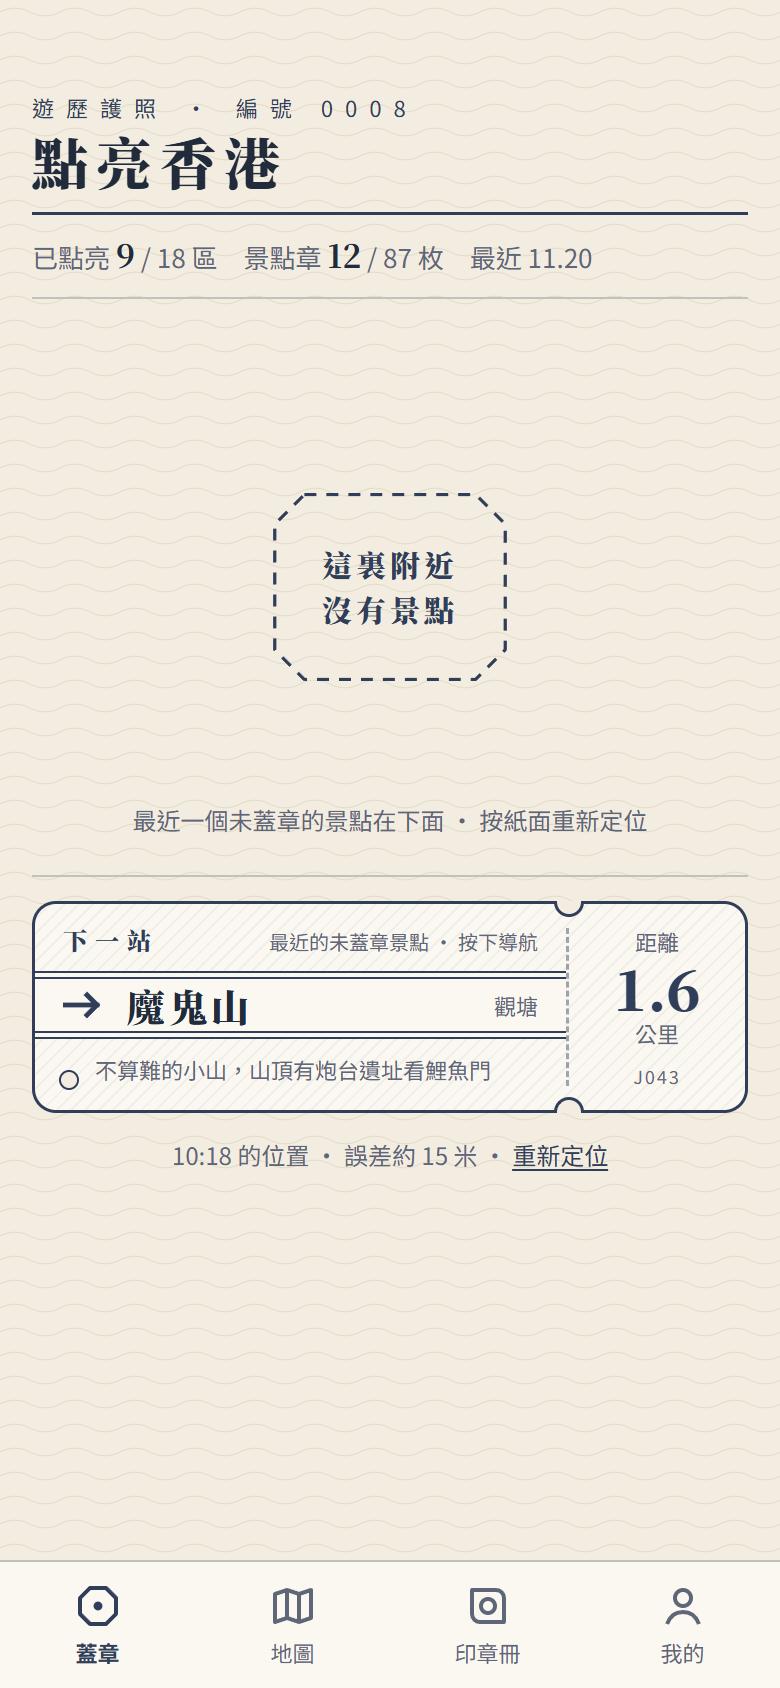 遊歷護照 · 編號 0008
點亮香港
已點亮 9 / 18 區 景點章 12 / 87 枚 最近 11.20
這裏附近
沒有景點
最近一個未蓋章的景點在下面 · 按紙面重新定位
下一站 最近的未蓋章景點 · 按下導航
→ 魔鬼山 觀塘
不算難的小山，山頂有炮台遺址看鯉魚門
距離
1.6
公里
J043
10:18 的位置 · 誤差約 15 米 · 重新定位
蓋章 地圖 印章冊 我的